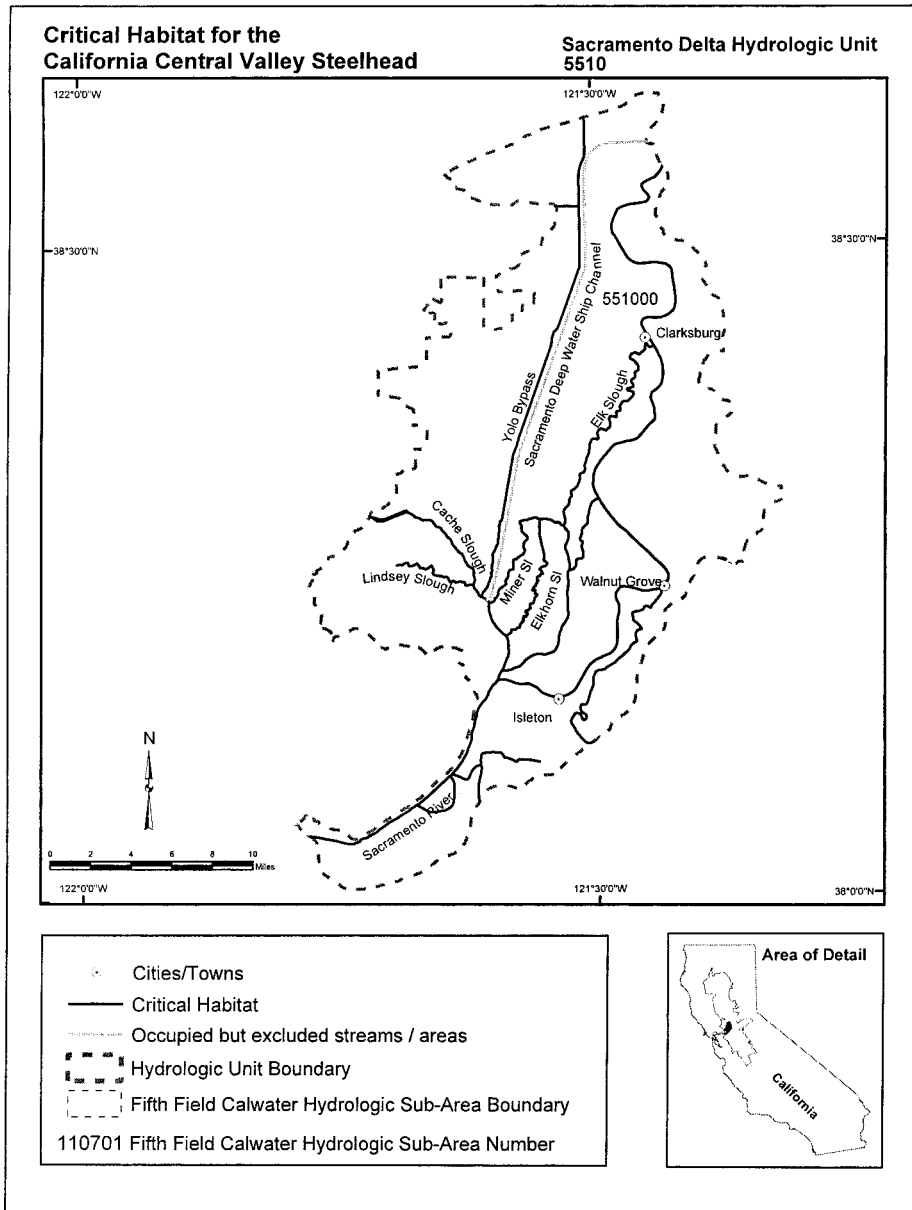 Critical Habitat for the
California Central Valley Steelhead
Sacramento Delta Hydrologic Unit
5510
122°0'0"W
121°30'0"W
38°30'0"N
38°30'0"N
551000
Clarksburg
Sacramento Deep Water Ship Channel
Yolo Bypass
Elk Slough
Cache Slough
Lindsey Slough
Miner Sl
Elkhorn Sl
Walnut Grove
Isleton
N
Sacramento River
0 2 4 6 8 10
Miles
122°0'0"W
121°30'0"W
38°0'0"N
Cities/Towns
Critical Habitat
Occupied but excluded streams / areas
Hydrologic Unit Boundary
Fifth Field Calwater Hydrologic Sub-Area Boundary
110701 Fifth Field Calwater Hydrologic Sub-Area Number
Area of Detail
California